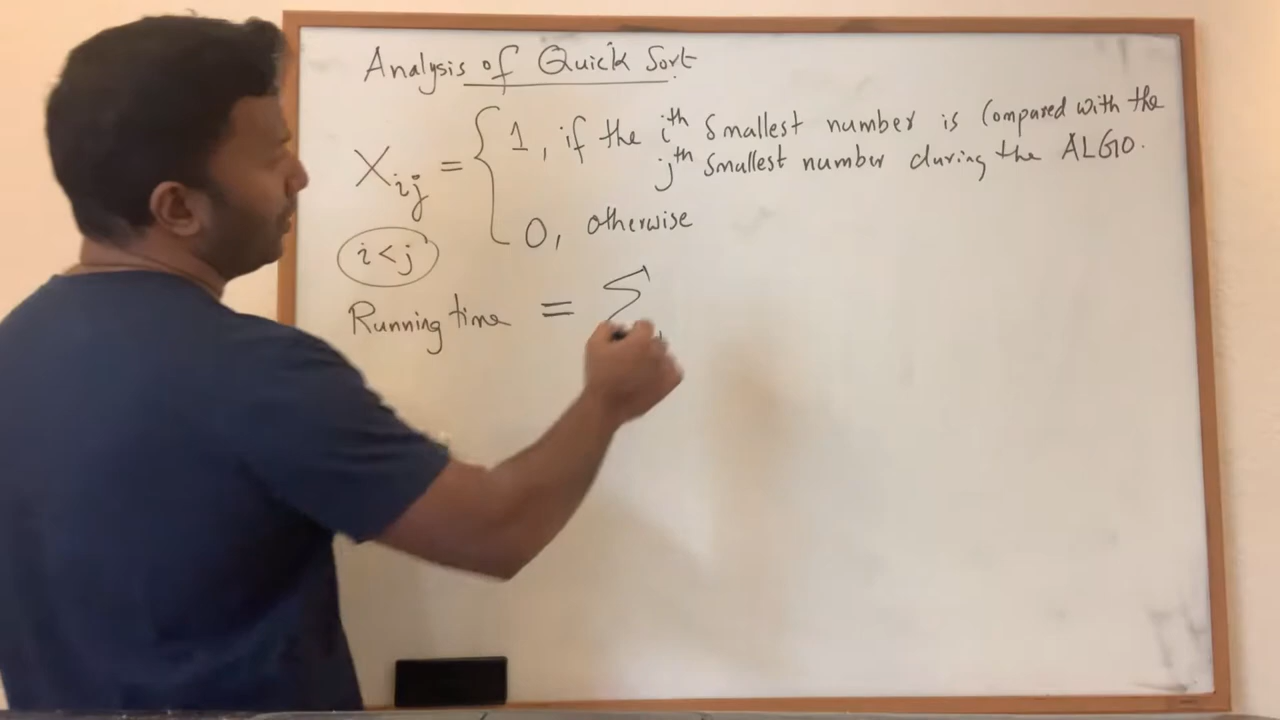 Analysis of Quick Sort
X_ij = { 1, if the i^th smallest number is compared with the
j^th smallest number during the ALGO.
0, otherwise
i < j
Running time = Σ